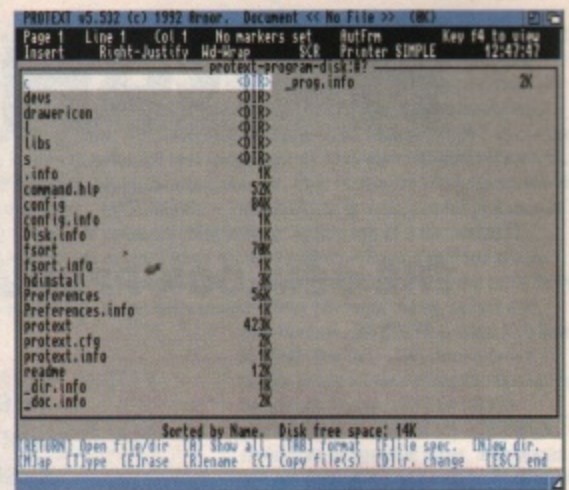 PROTEXT v5.532 (c) 1992 Arnor. Document << No File >> (0K)
Page 1 Line 1 Col 1 No markers set AutFrm Key f4 to view
Insert Right-Justify Wd-Wrap SCR Printer SIMPLE 12:47:47
protext-program-disk:#?
c <DIR> _prog.info 2K
devs <DIR>
drawericon <DIR>
l <DIR>
libs <DIR>
s <DIR>
.info 1K
command.hlp 52K
config 84K
config.info 1K
Disk.info 1K
fsort 70K
fsort.info 1K
hdinstall 3K
Preferences 56K
Preferences.info 1K
protext 423K
protext.cfg 2K
protext.info 1K
readme 12K
_dir.info 1K
_doc.info 2K
Sorted by Name. Disk free space: 14K
[RETURN] Open file/dir [A] Show all [TAB] format [F]ile spec. [N]ew dir.
[M]ap [T]ype [E]rase [R]ename [C] Copy file(s) [D]ir. change [ESC] end